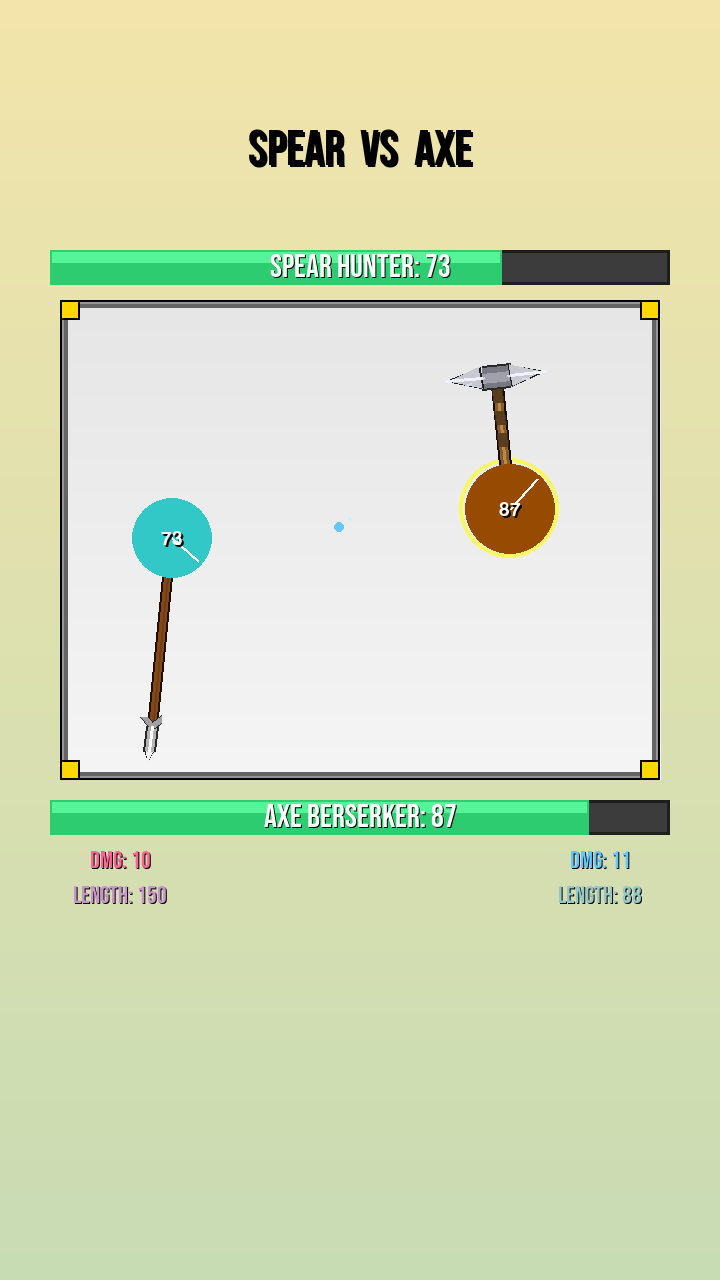 SPEAR VS AXE
SPEAR HUNTER: 73
87
73
AXE BERSERKER: 87
DMG: 10
DMG: 11
LENGTH: 150
LENGTH: 88